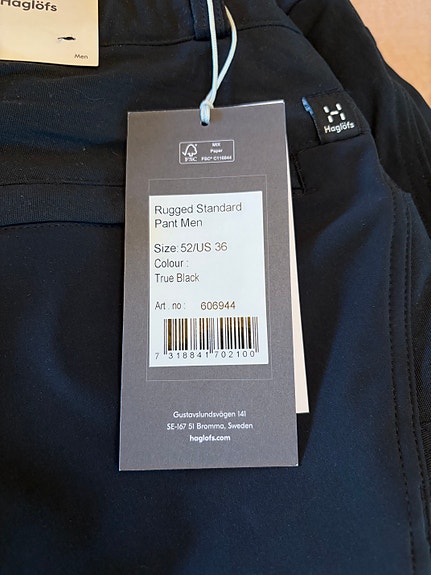 Haglöfs
Men
Haglöfs
FSC
MIX
Paper
FSC® C116644
Rugged Standard
Pant Men
Size: 52/US 36
Colour :
True Black
Art. no : 606944
7 318841 702100
Gustavslundsvägen 141
SE-167 51 Bromma, Sweden
haglofs.com